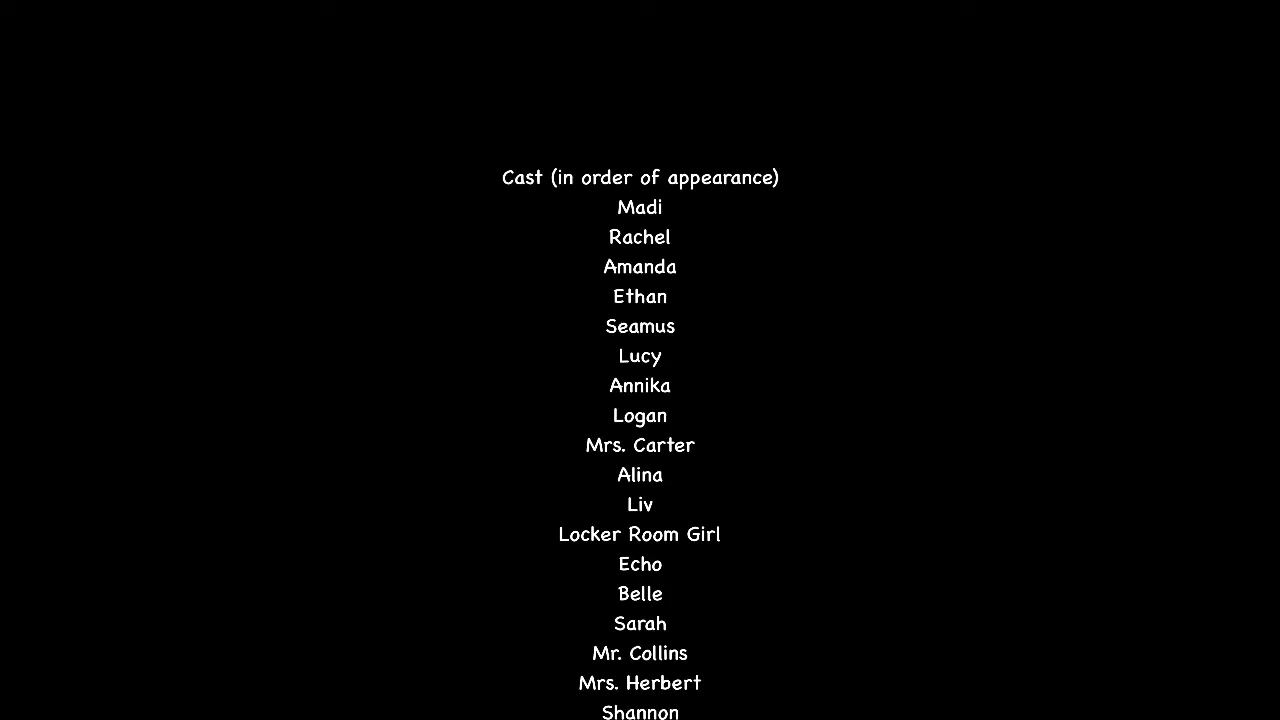 Cast (in order of appearance)
Madi
Rachel
Amanda
Ethan
Seamus
Lucy
Annika
Logan
Mrs. Carter
Alina
Liv
Locker Room Girl
Echo
Belle
Sarah
Mr. Collins
Mrs. Herbert
Shannon